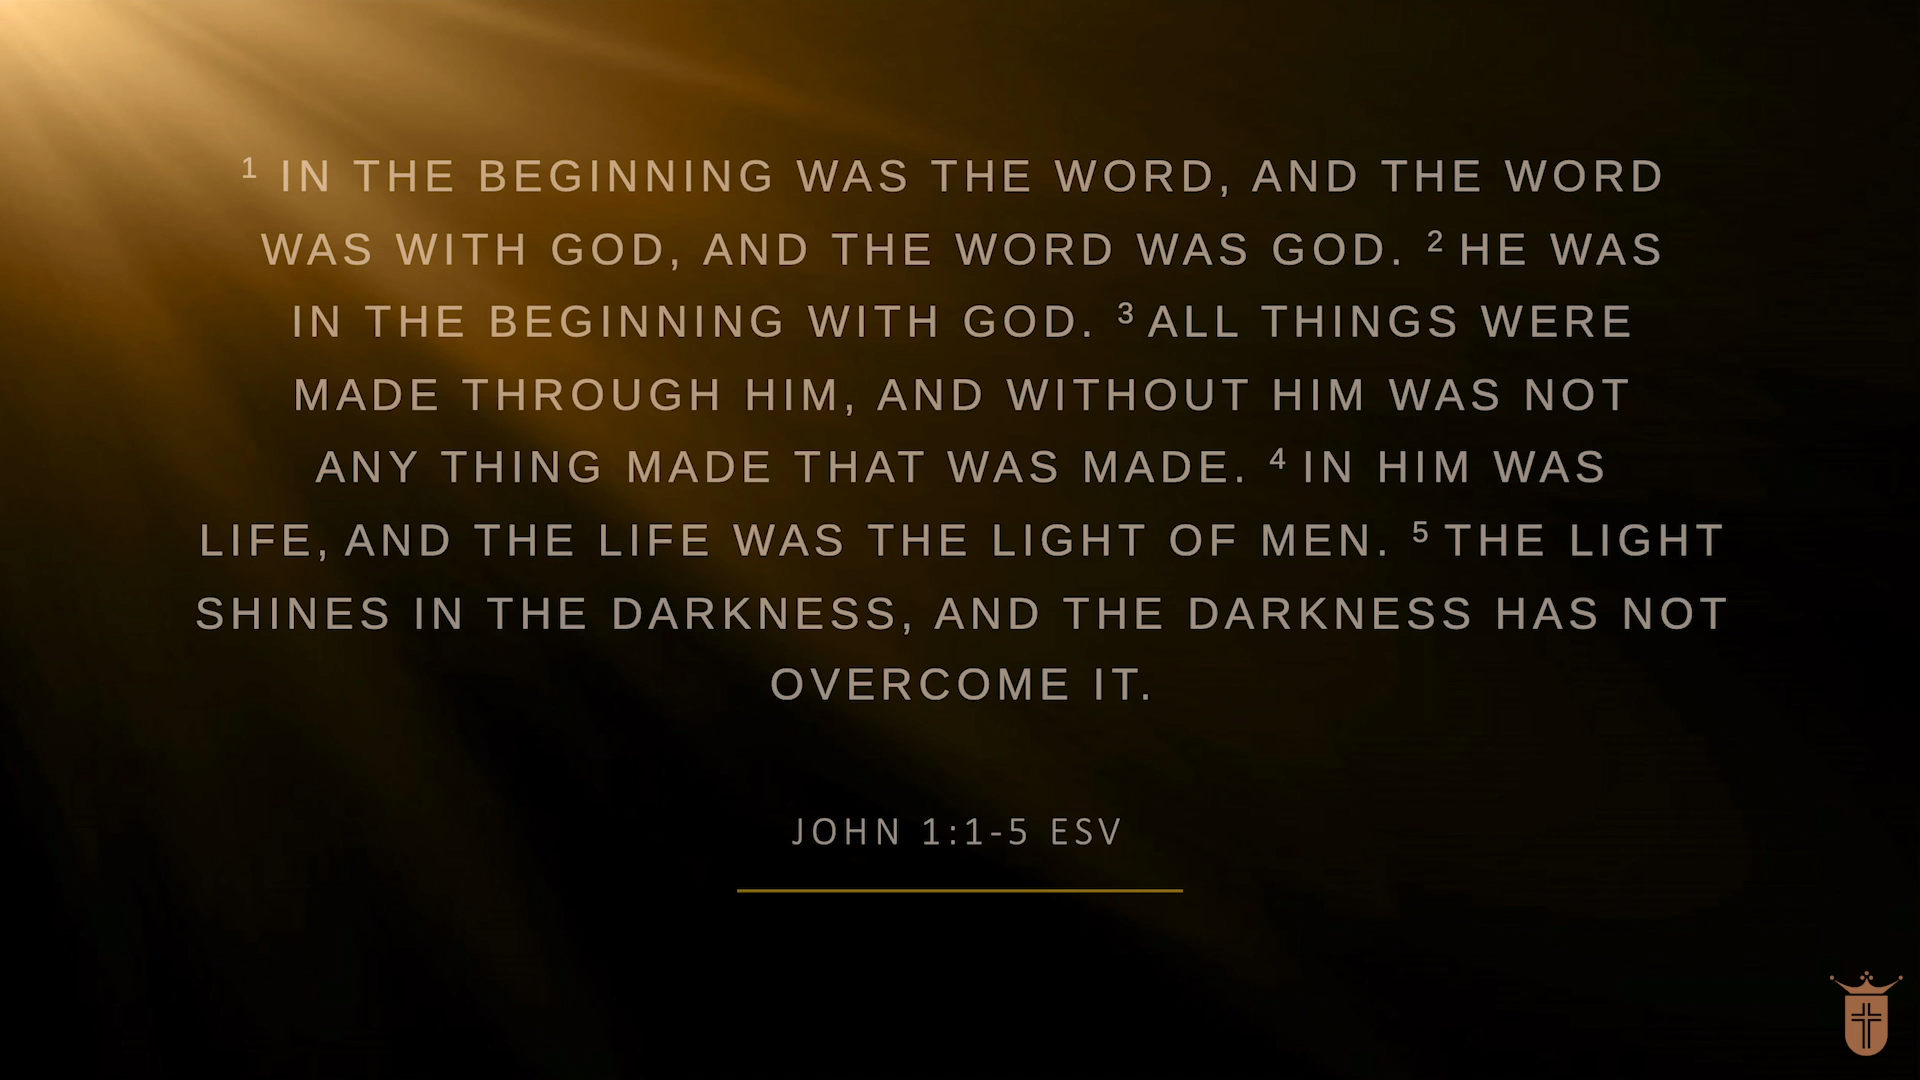 ¹ IN THE BEGINNING WAS THE WORD, AND THE WORD
WAS WITH GOD, AND THE WORD WAS GOD. ² HE WAS
IN THE BEGINNING WITH GOD. ³ ALL THINGS WERE
MADE THROUGH HIM, AND WITHOUT HIM WAS NOT
ANY THING MADE THAT WAS MADE. ⁴ IN HIM WAS
LIFE, AND THE LIFE WAS THE LIGHT OF MEN. ⁵ THE LIGHT
SHINES IN THE DARKNESS, AND THE DARKNESS HAS NOT
OVERCOME IT.
JOHN 1:1-5 ESV